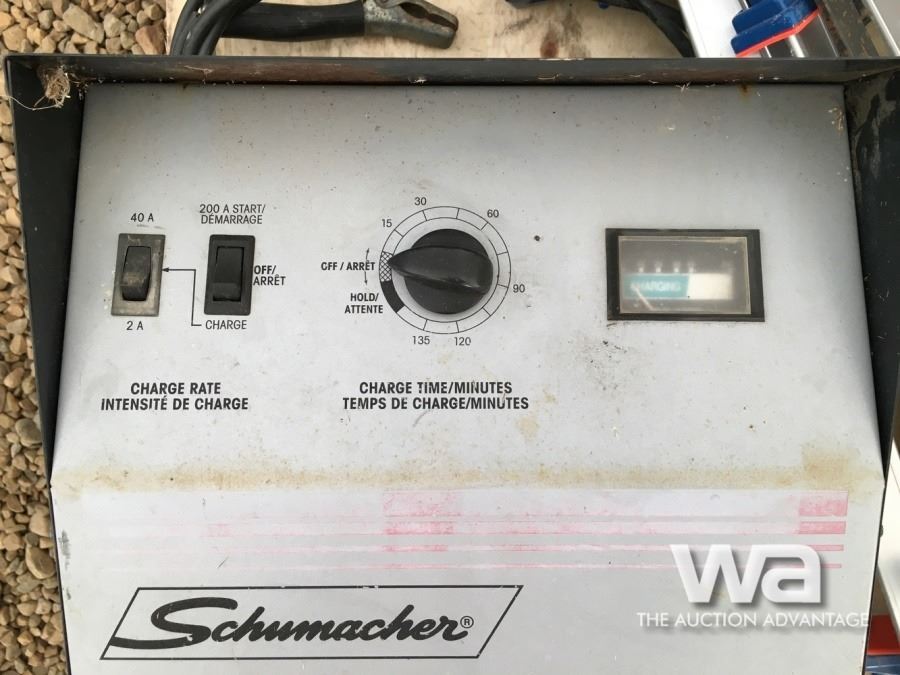 40 A
2 A
200 A START/
DÉMARRAGE
OFF/
ARRÊT
CHARGE
CHARGE RATE
INTENSITÉ DE CHARGE
15
30
60
90
120
135
OFF / ARRÊT
HOLD/
ATTENTE
CHARGE TIME/MINUTES
TEMPS DE CHARGE/MINUTES
CHARGING
Schumacher®
wa
THE AUCTION ADVANTAGE